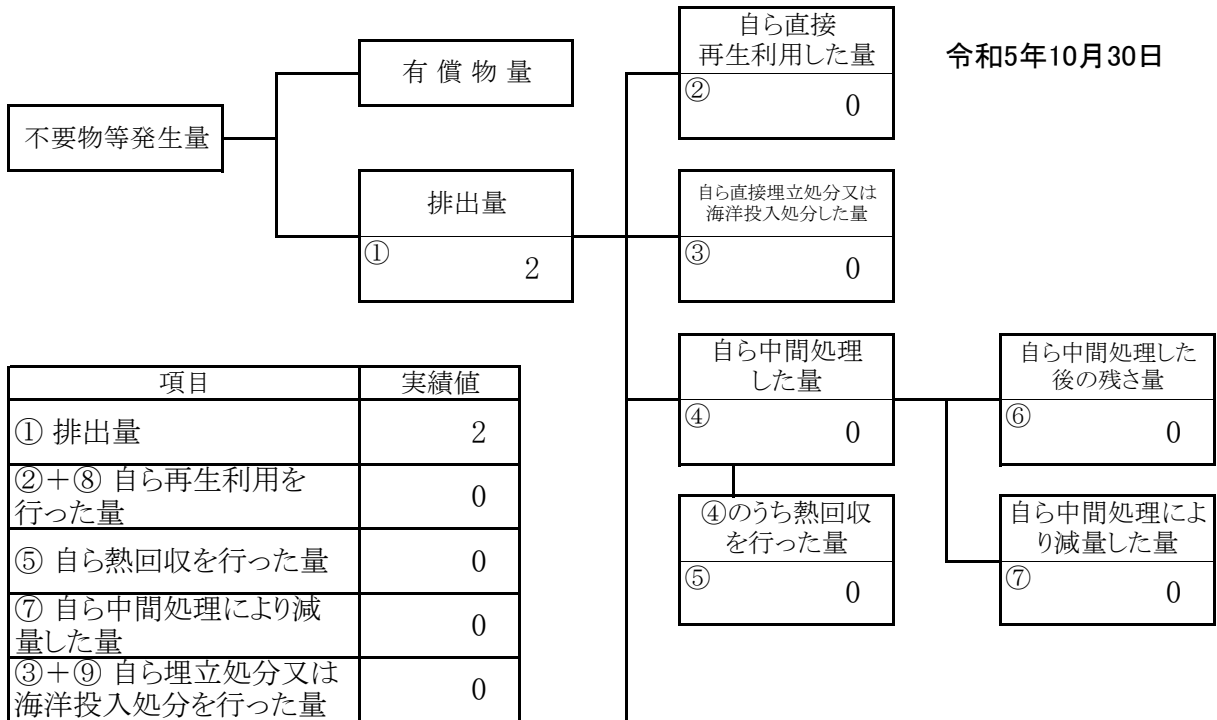 自ら直接
再生利用した量
②
0
令和5年10月30日
有償物量
不要物等発生量
排出量
①
2
自ら直接埋立処分又は
海洋投入処分した量
③
0
自ら中間処理
した量
④
0
自ら中間処理した
後の残さ量
⑥
0
④のうち熱回収
を行った量
⑤
0
自ら中間処理によ
り減量した量
⑦
0
項目 実績値
① 排出量 2
②＋⑧ 自ら再生利用を
行った量 0
⑤ 自ら熱回収を行った量 0
⑦ 自ら中間処理により減
量した量 0
③＋⑨ 自ら埋立処分又は
海洋投入処分を行った量 0